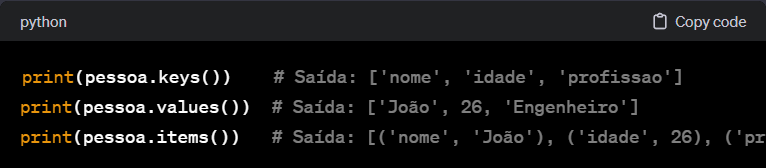 python Copy code
print(pessoa.keys())    # Saída: ['nome', 'idade', 'profissao']
print(pessoa.values())  # Saída: ['João', 26, 'Engenheiro']
print(pessoa.items())   # Saída: [('nome', 'João'), ('idade', 26), ('pr